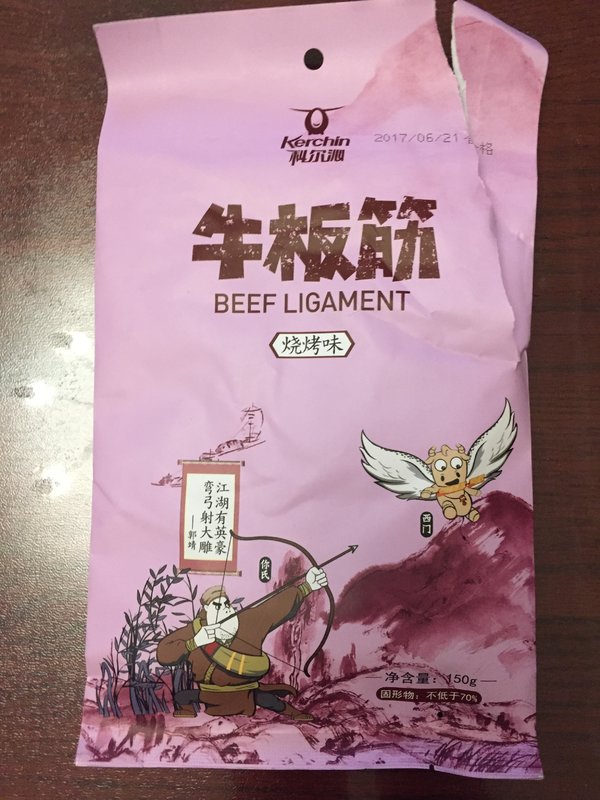 Kerchin
科尔沁
2017/06/21 合格
牛板筋
BEEF LIGAMENT
烧烤味
江湖有英豪
弯弓射大雕
——郭靖
你氏
西门
净含量：150g
固形物：不低于70%